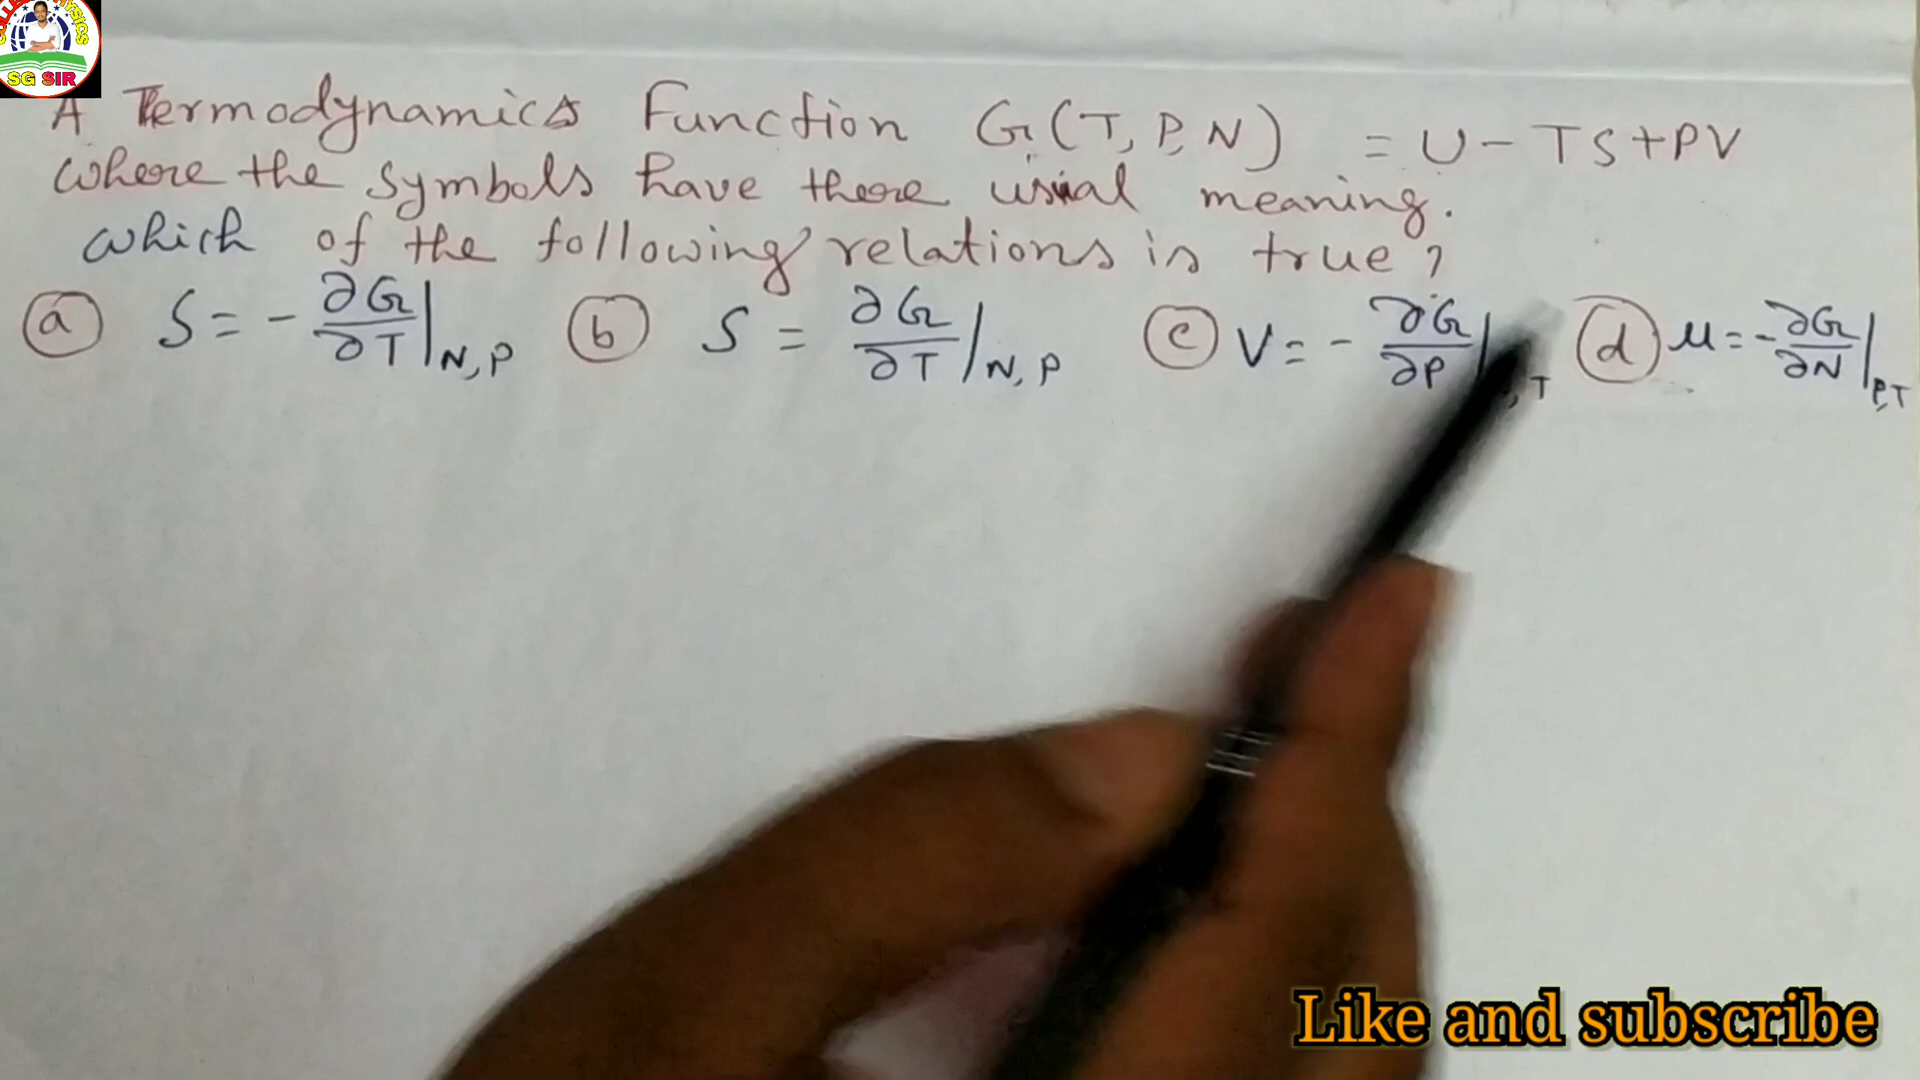 SG SIR
A Termodynamics Function G(T, P, N) = U - TS + PV
where the symbols have there usual meaning.
which of the following relations is true?
(a) S = - ∂G/∂T |N,P (b) S = ∂G/∂T |N,P (c) V = - ∂G/∂P | ,T (d) μ = - ∂G/∂N |P,T
Like and subscribe